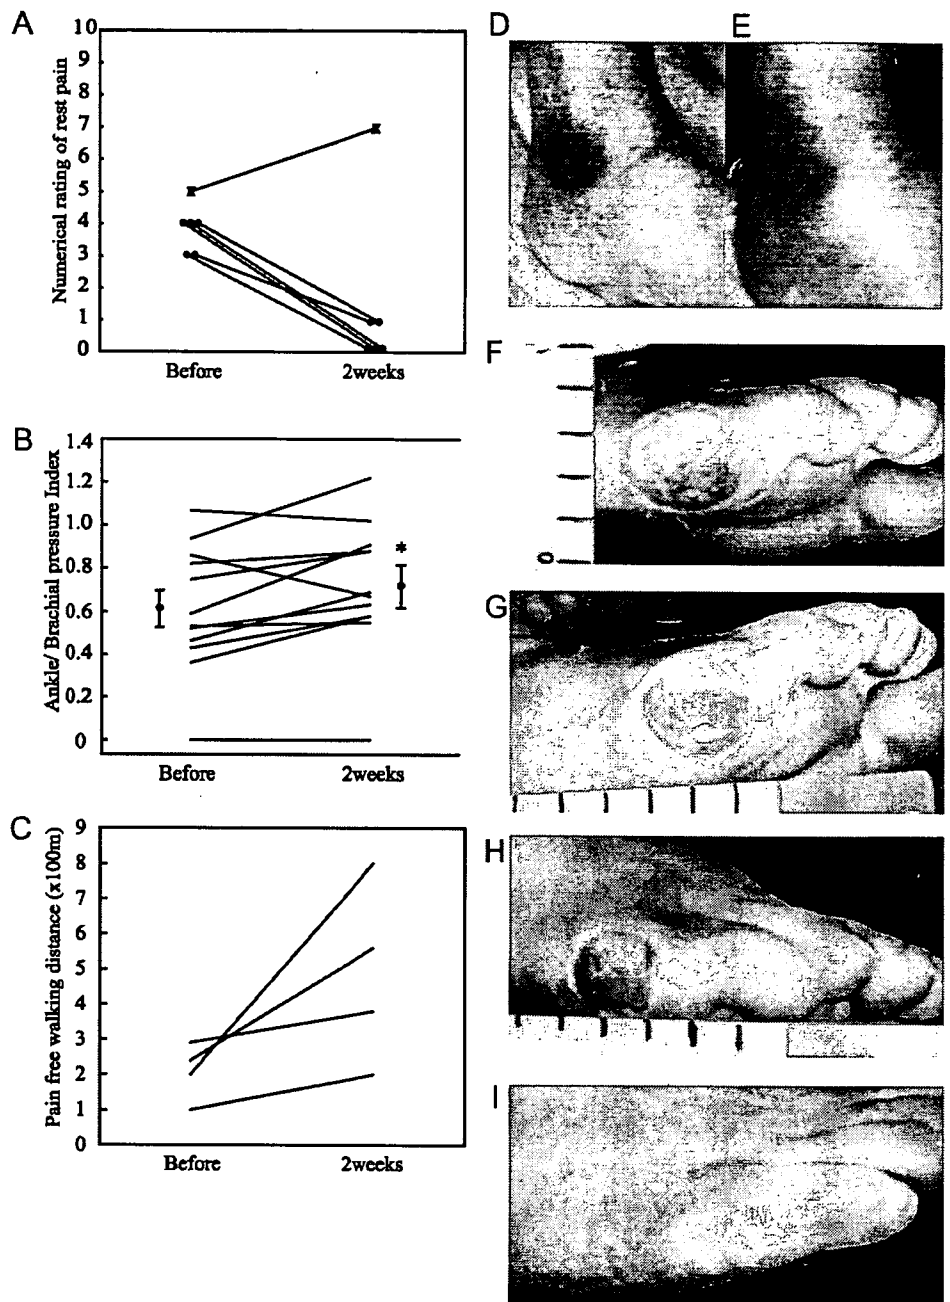 A
Numerical rating of rest pain
10
9
8
7
6
5
4
3
2
1
0
Before 2weeks
B
Ankle/ Brachial pressure Index
1.4
1.2
1.0
0.8
0.6
0.4
0.2
0
*
Before 2weeks
C
Pain free walking distance (x100m)
9
8
7
6
5
4
3
2
1
0
Before 2weeks
D E
F
0
G
H
I